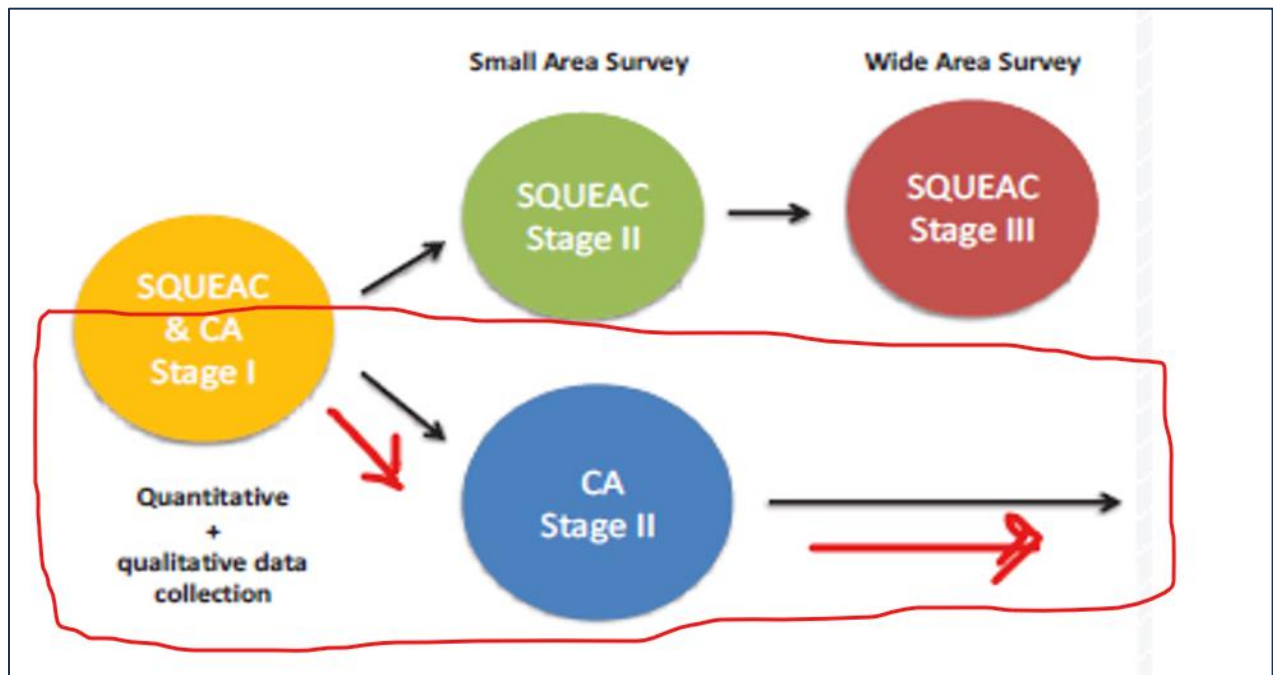 Small Area Survey
Wide Area Survey
SQUEAC
Stage II
SQUEAC
Stage III
SQUEAC
& CA
Stage I
CA
Stage II
Quantitative
+
qualitative data
collection